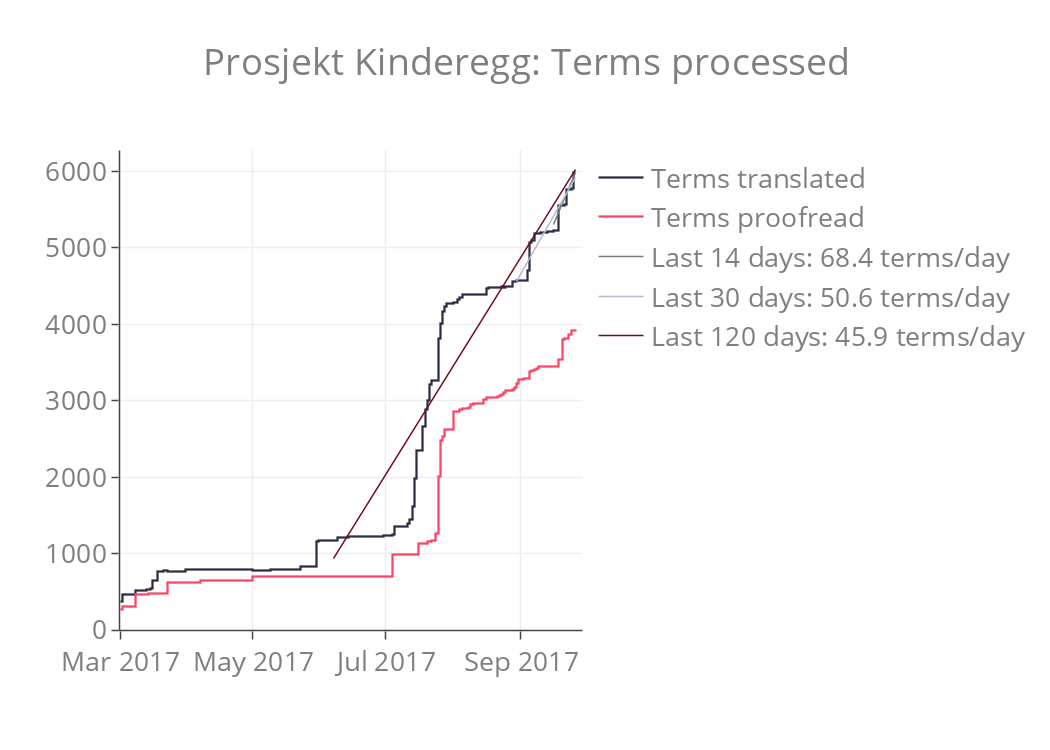 Prosjekt Kinderegg: Terms processed
6000
5000
4000
3000
2000
1000
0
Mar 2017 May 2017 Jul 2017 Sep 2017
Terms translated
Terms proofread
Last 14 days: 68.4 terms/day
Last 30 days: 50.6 terms/day
Last 120 days: 45.9 terms/day